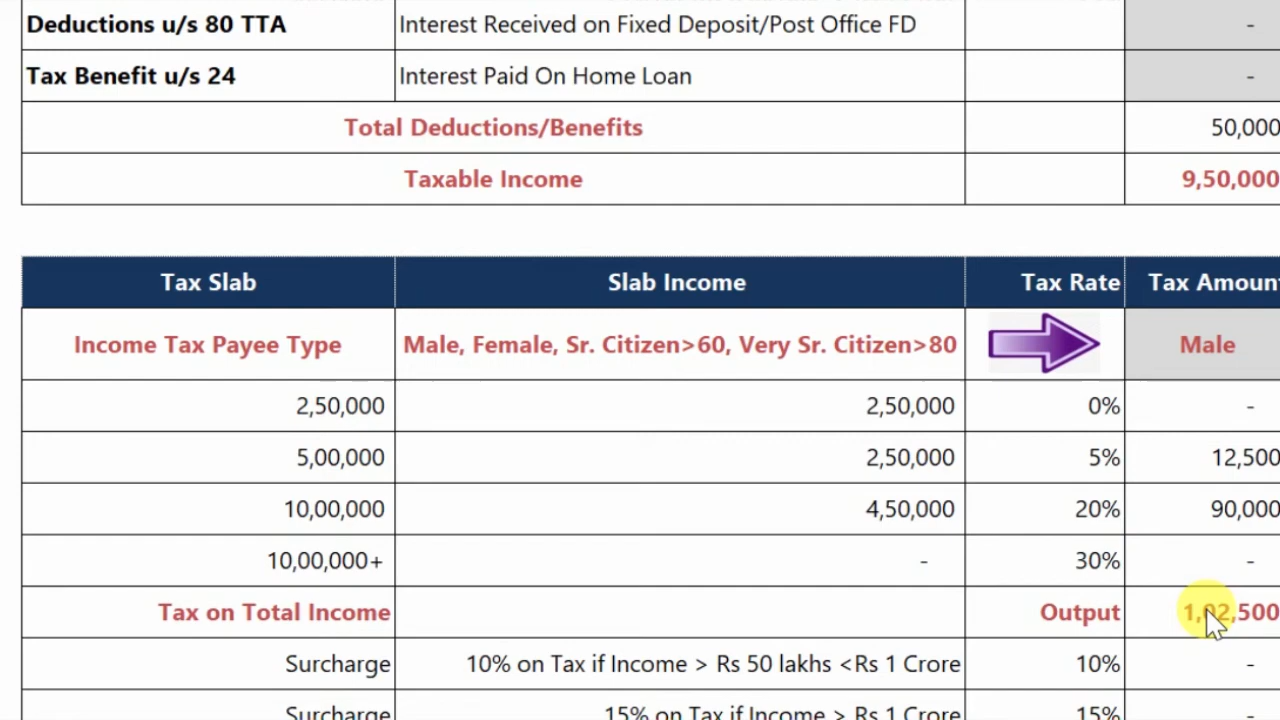 Deductions u/s 80 TTA Interest Received on Fixed Deposit/Post Office FD -
Tax Benefit u/s 24 Interest Paid On Home Loan -
Total Deductions/Benefits 50,000
Taxable Income 9,50,000
Tax Slab Slab Income Tax Rate Tax Amount
Income Tax Payee Type Male, Female, Sr. Citizen>60, Very Sr. Citizen>80 Male
2,50,000 2,50,000 0% -
5,00,000 2,50,000 5% 12,500
10,00,000 4,50,000 20% 90,000
10,00,000+ - 30% -
Tax on Total Income Output 1,02,500
Surcharge 10% on Tax if Income > Rs 50 lakhs <Rs 1 Crore 10% -
Surcharge 15% on Tax if Income > Rs 1 Crore 15% -